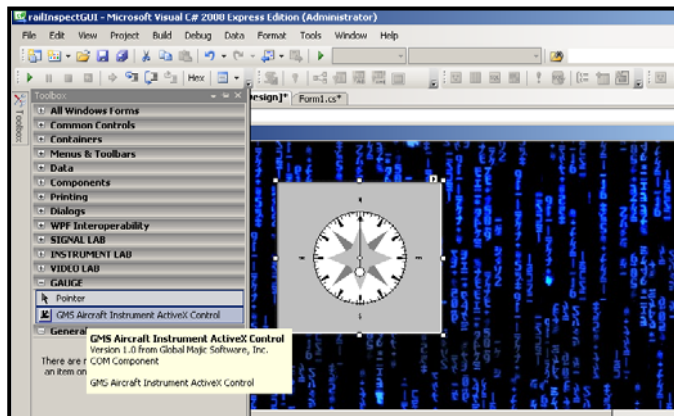 railInspectGUI - Microsoft Visual C# 2008 Express Edition (Administrator)
File Edit View Project Build Debug Data Format Tools Window Help
Hex
Toolbox
Toolbox
Design]* Form1.cs*
All Windows Forms
Common Controls
Containers
Menus & Toolbars
Data
Components
Printing
Dialogs
WPF Interoperability
SIGNAL LAB
INSTRUMENT LAB
VIDEO LAB
GAUGE
Pointer
GMS Aircraft Instrument ActiveX Control
General
There are
an item on
GMS Aircraft Instrument ActiveX Control
Version 1.0 from Global Majic Software, Inc.
COM Component
GMS Aircraft Instrument ActiveX Control